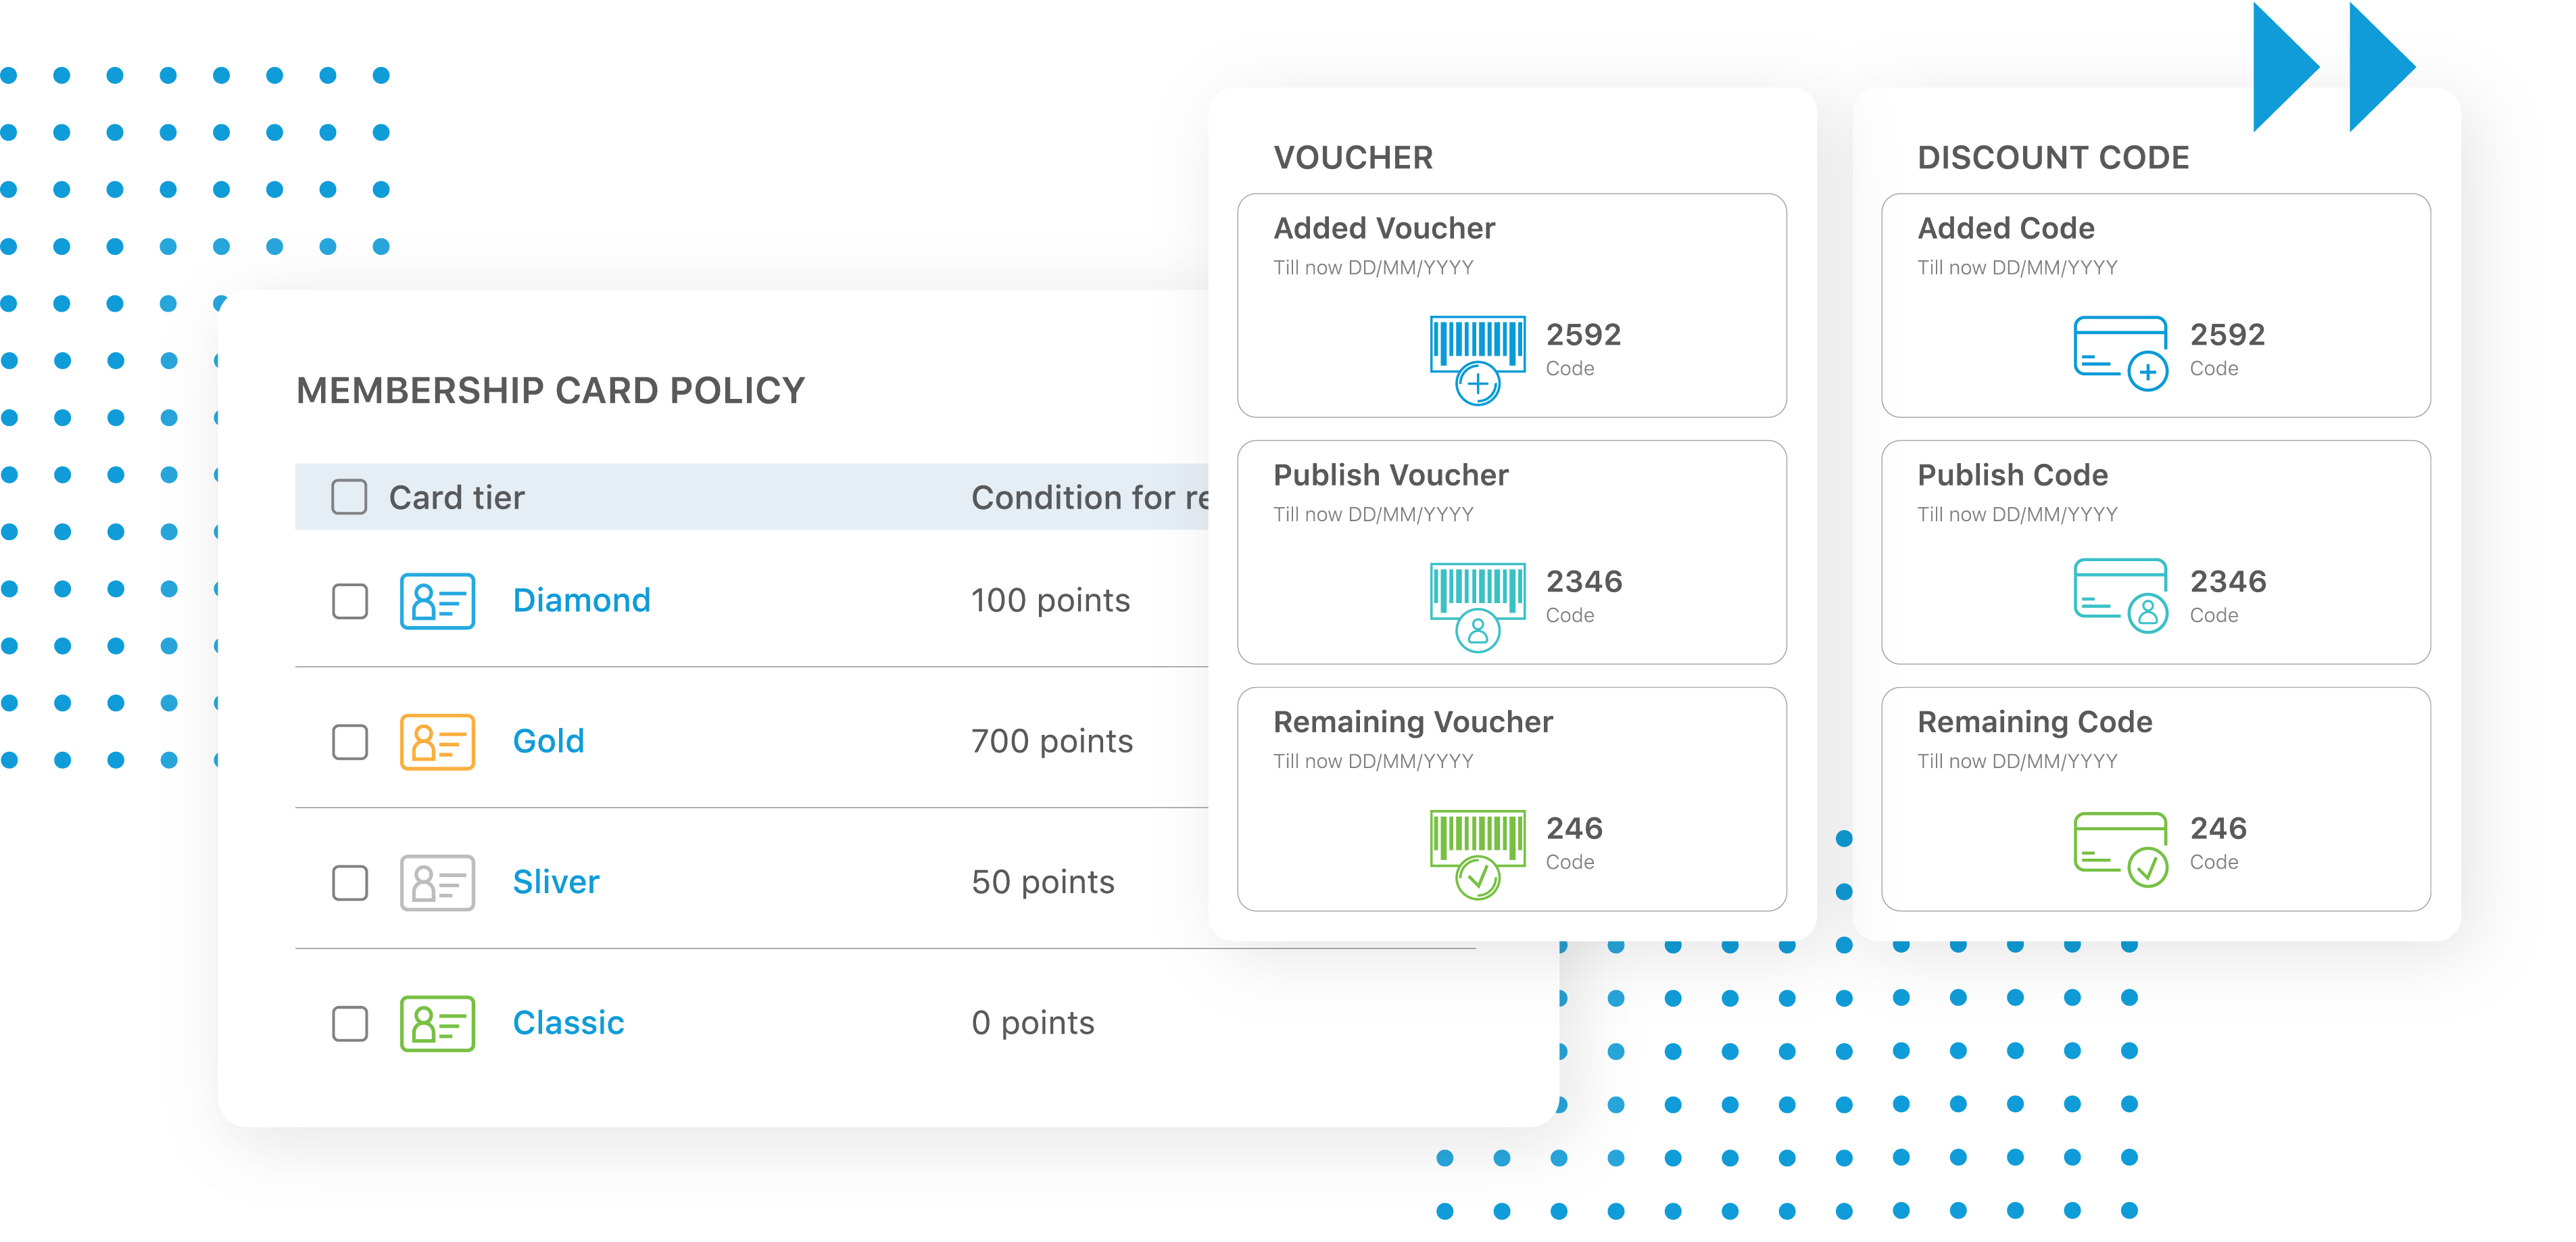 MEMBERSHIP CARD POLICY
Card tier Condition for re
Diamond 100 points
Gold 700 points
Sliver 50 points
Classic 0 points
VOUCHER
Added Voucher
Till now DD/MM/YYYY
2592
Code
Publish Voucher
Till now DD/MM/YYYY
2346
Code
Remaining Voucher
Till now DD/MM/YYYY
246
Code
DISCOUNT CODE
Added Code
Till now DD/MM/YYYY
2592
Code
Publish Code
Till now DD/MM/YYYY
2346
Code
Remaining Code
Till now DD/MM/YYYY
246
Code